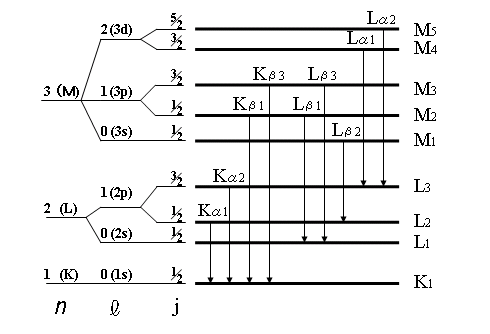 5/2 Lα2 M5
2 (3d) 3/2 Lα1 M4
3 (M) 1 (3p) 3/2 Kβ3 Lβ3 M3
1/2 Kβ1 Lβ1 M2
0 (3s) 1/2 Lβ2 M1
3/2 Kα2 L3
1 (2p)
2 (L) 1/2 Kα1 L2
0 (2s) 1/2 L1
1 (K) 0 (1s) 1/2 K1
n ℓ j